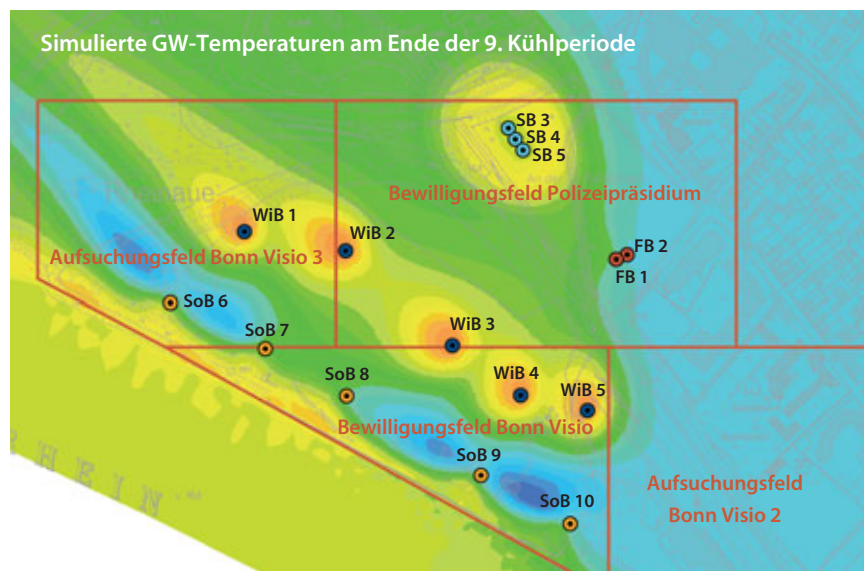 Simulierte GW-Temperaturen am Ende der 9. Kühlperiode
SB 3
SB 4
SB 5
Bewilligungsfeld Polizeipräsidium
WiB 1
WiB 2
FB 2
FB 1
Aufsuchungsfeld Bonn Visio 3
SoB 6
SoB 7
WiB 3
SoB 8
WiB 4
WiB 5
Bewilligungsfeld Bonn Visio
SoB 9
SoB 10
Aufsuchungsfeld
Bonn Visio 2
RHEIN